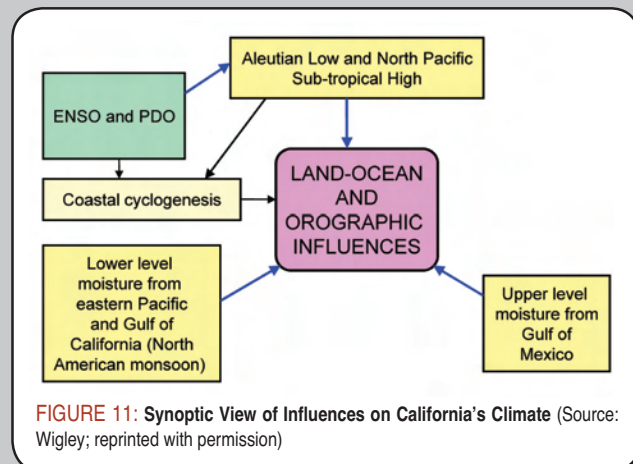 Aleutian Low and North Pacific
Sub-tropical High
ENSO and PDO
Coastal cyclogenesis
LAND-OCEAN
AND
OROGRAPHIC
INFLUENCES
Lower level
moisture from
eastern Pacific
and Gulf of
California (North
American monsoon)
Upper level
moisture from
Gulf of
Mexico
FIGURE 11: Synoptic View of Influences on California's Climate (Source:
Wigley; reprinted with permission)